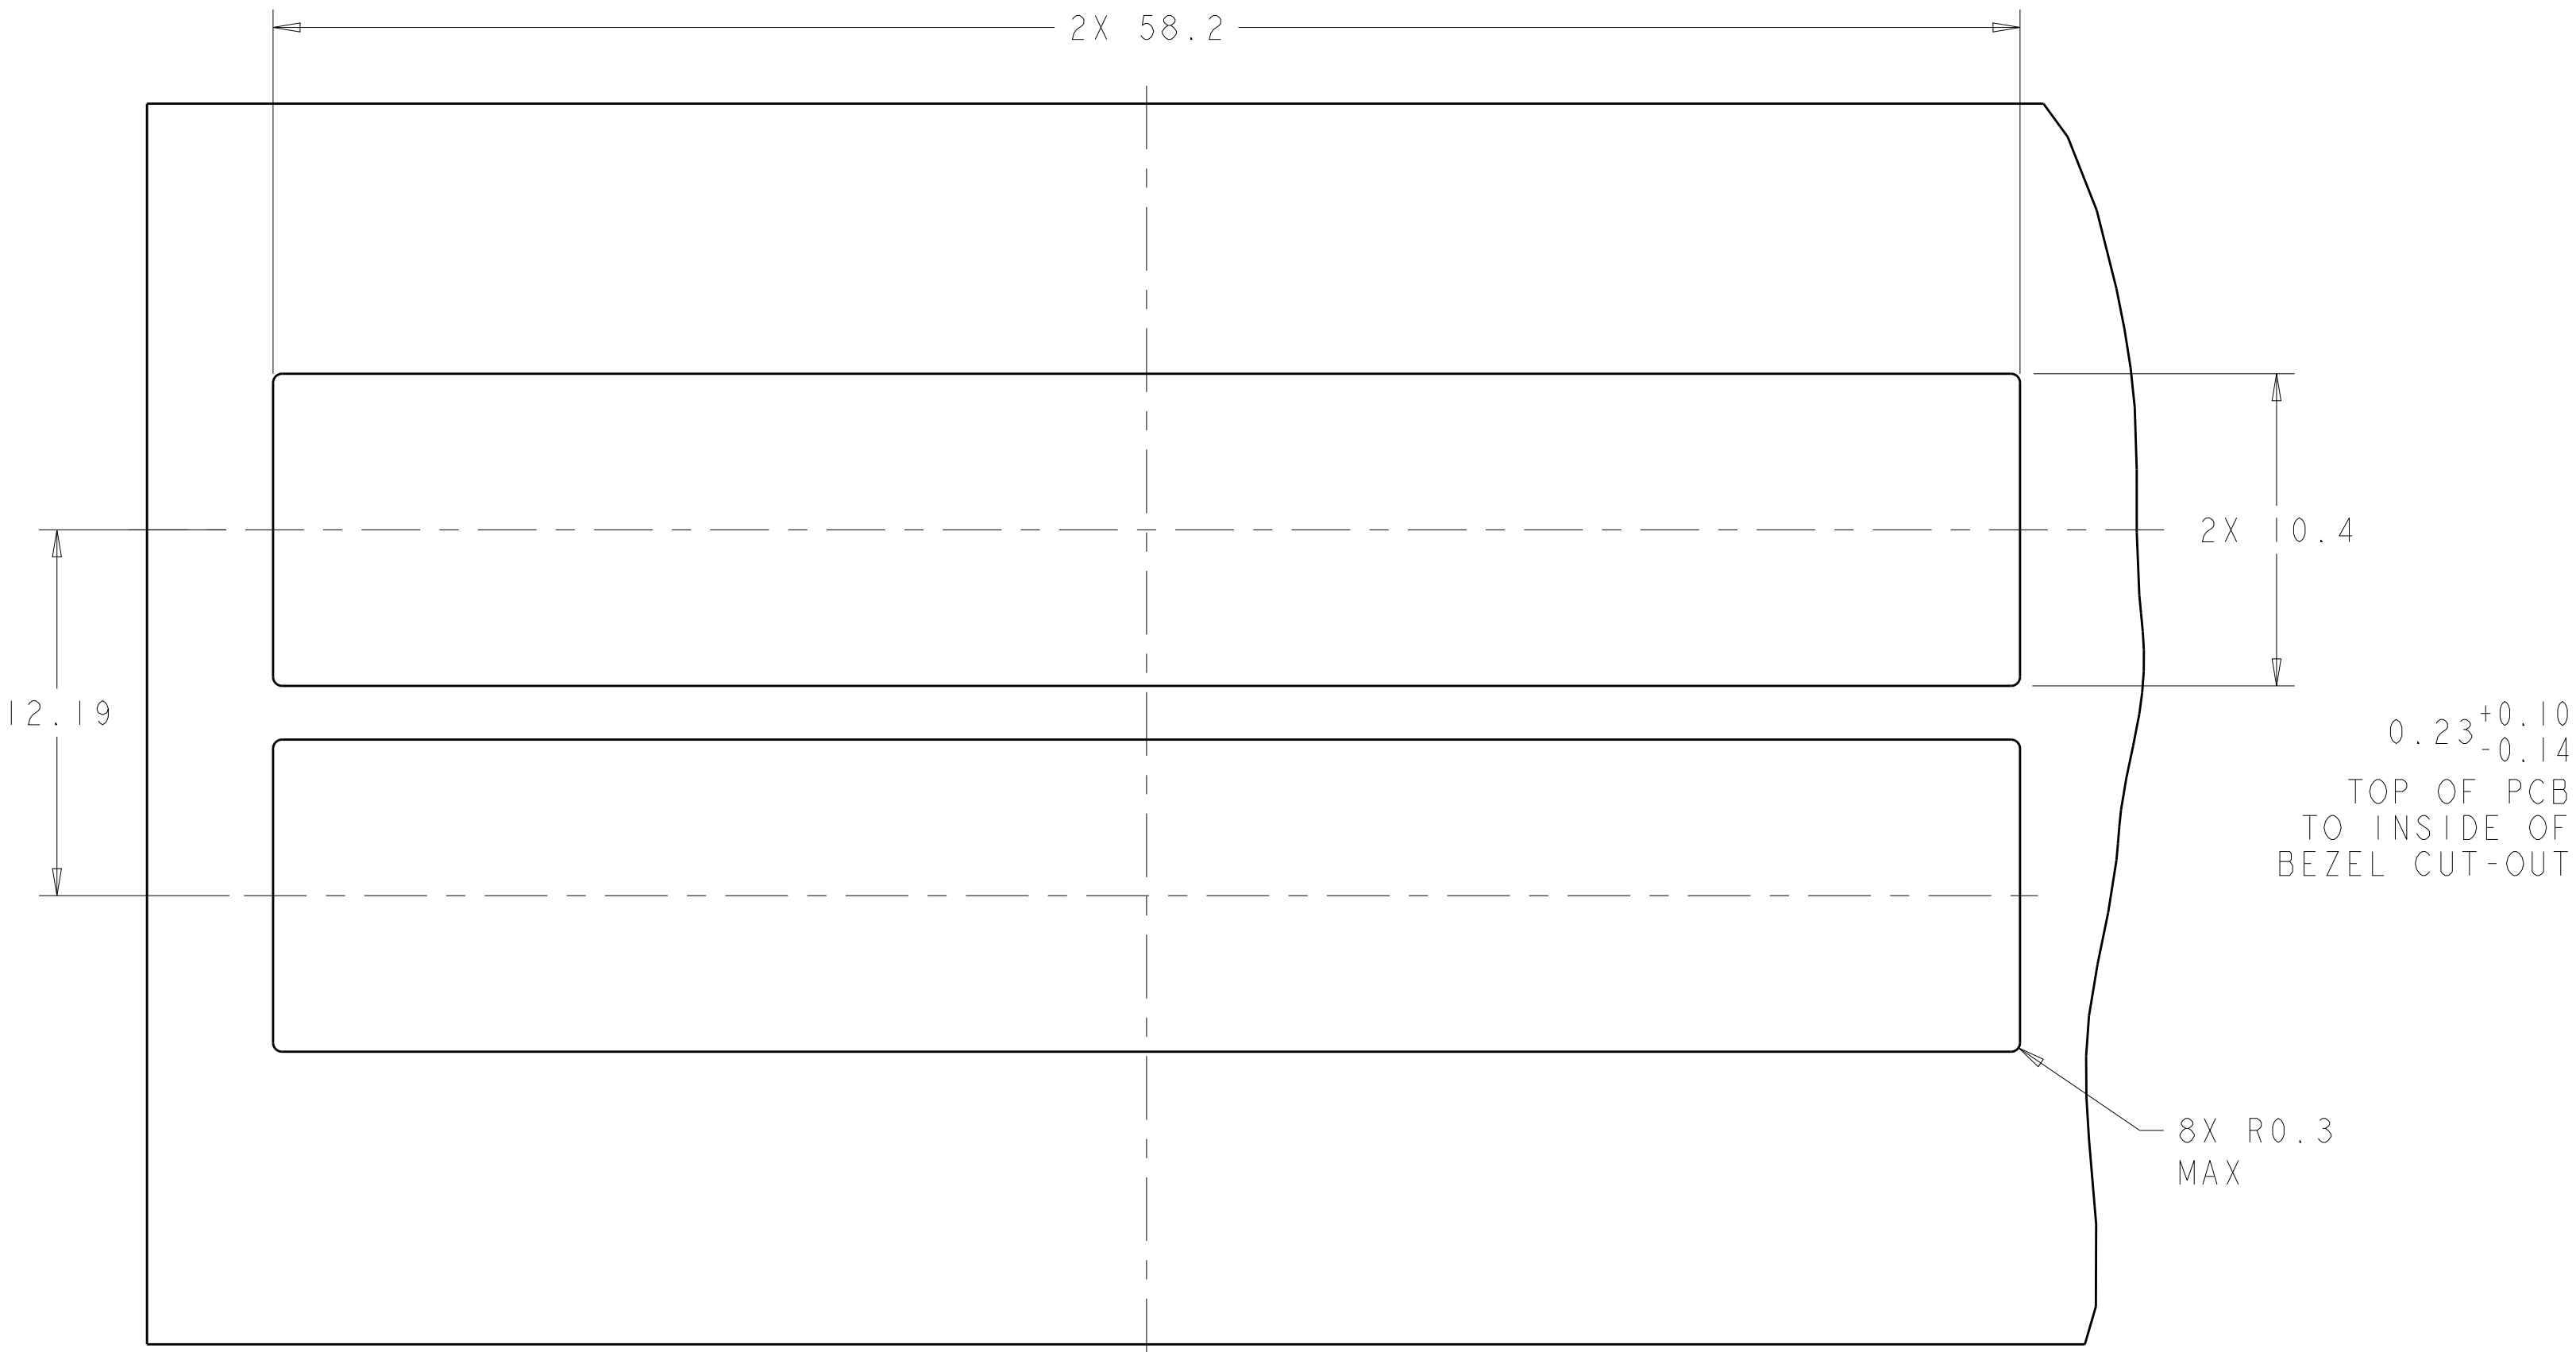 2X 58.2
2X 10.4
12.19
0.23 +0.10
-0.14
TOP OF PCB
TO INSIDE OF
BEZEL CUT-OUT
8X R0.3
MAX